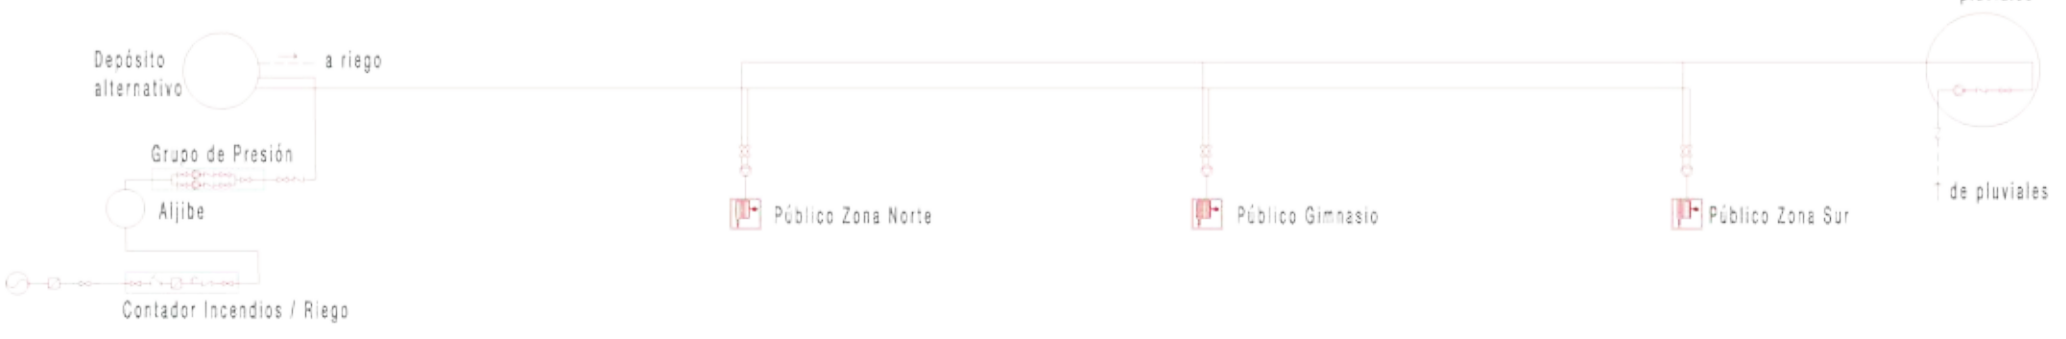 Depósito
alternativo
a riego
Grupo de Presión
Aljibe
Contador Incendios / Riego
Público Zona Norte
Público Gimnasio
Público Zona Sur
de pluviales